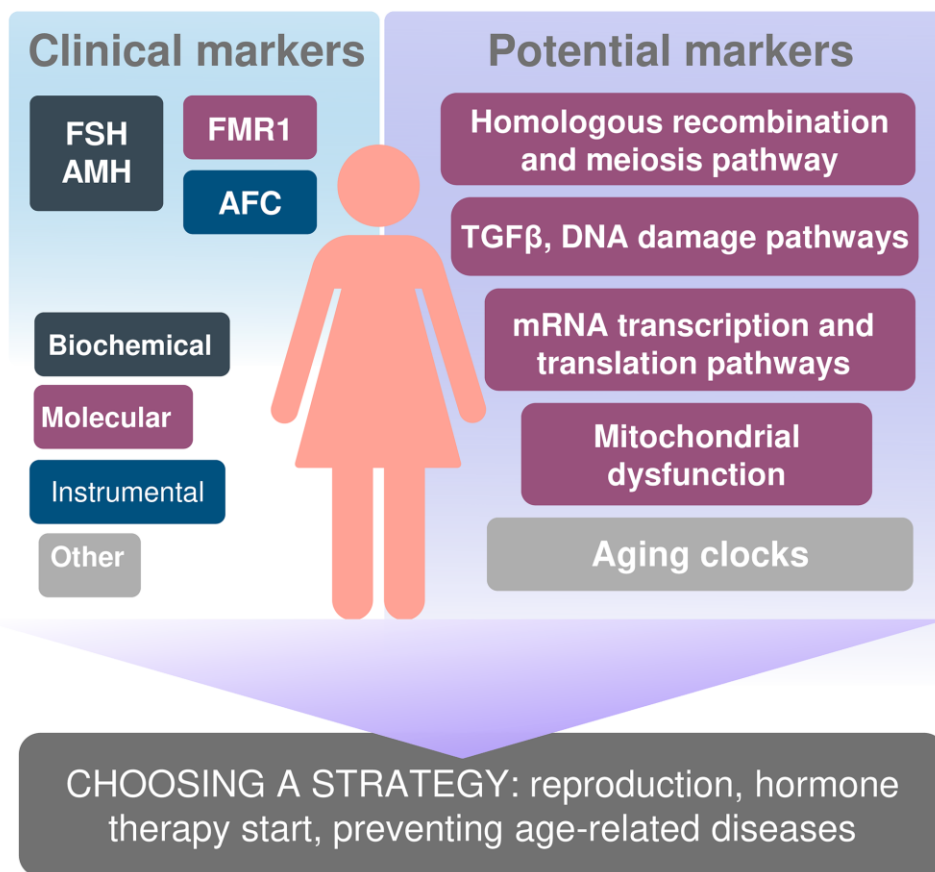 Clinical markers
FSH
AMH
FMR1
AFC
Biochemical
Molecular
Instrumental
Other
Potential markers
Homologous recombination
and meiosis pathway
TGFβ, DNA damage pathways
mRNA transcription and
translation pathways
Mitochondrial
dysfunction
Aging clocks
CHOOSING A STRATEGY: reproduction, hormone
therapy start, preventing age-related diseases